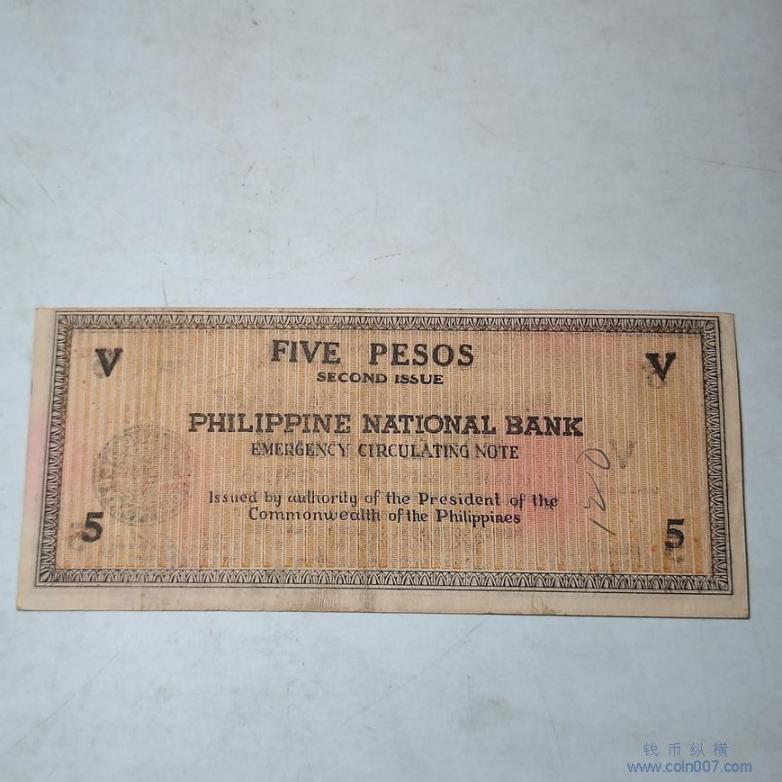 V FIVE PESOS V
SECOND ISSUE
PHILIPPINE NATIONAL BANK
EMERGENCY CIRCULATING NOTE
Issued by authority of the President of the
Commonwealth of the Philippines
5 5
钱币纵横
www.coin007.com